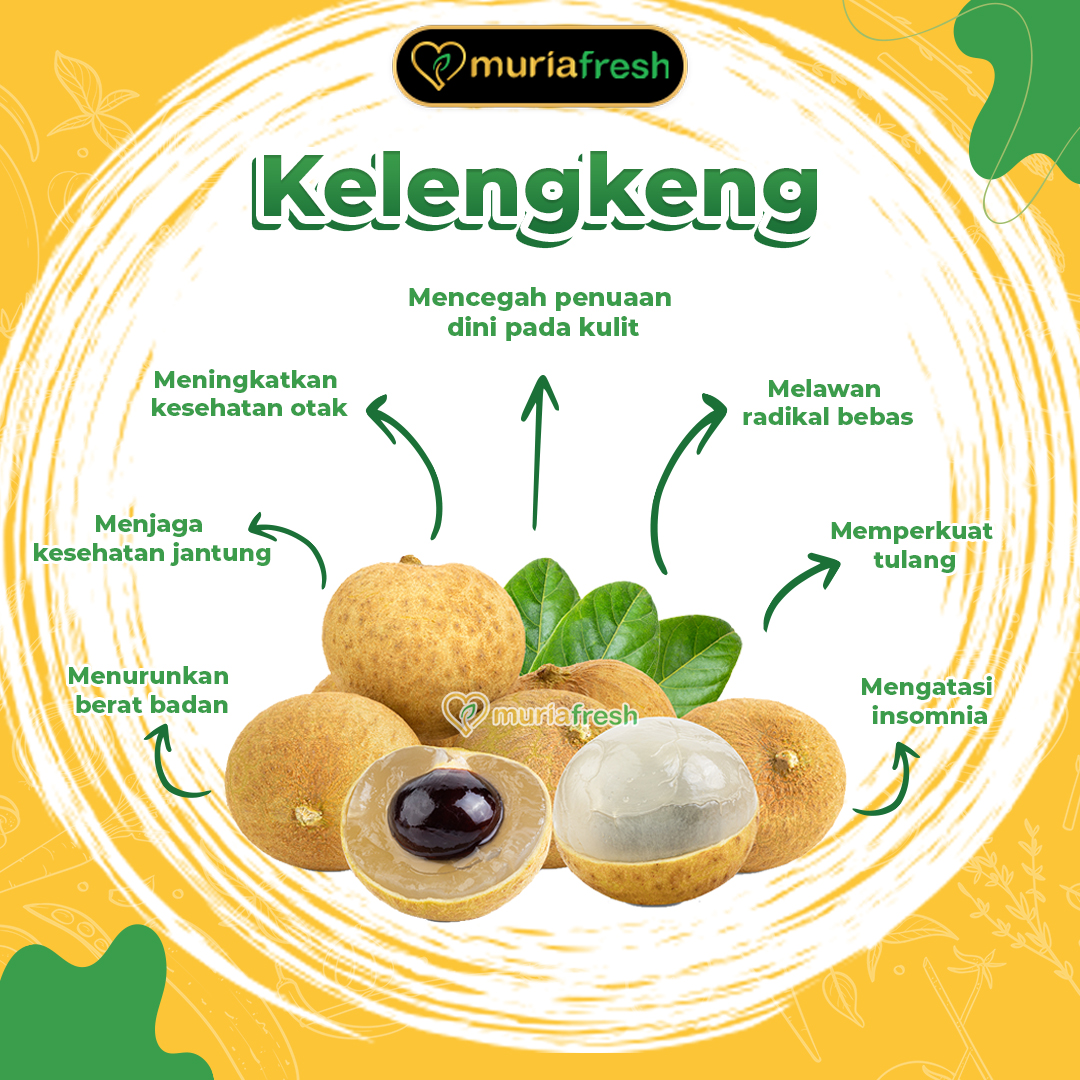 muriafresh
Kelengkeng
Mencegah penuaan
dini pada kulit
Meningkatkan
kesehatan otak
Melawan
radikal bebas
Menjaga
kesehatan jantung
Memperkuat
tulang
Menurunkan
berat badan
Mengatasi
insomnia
muriafresh